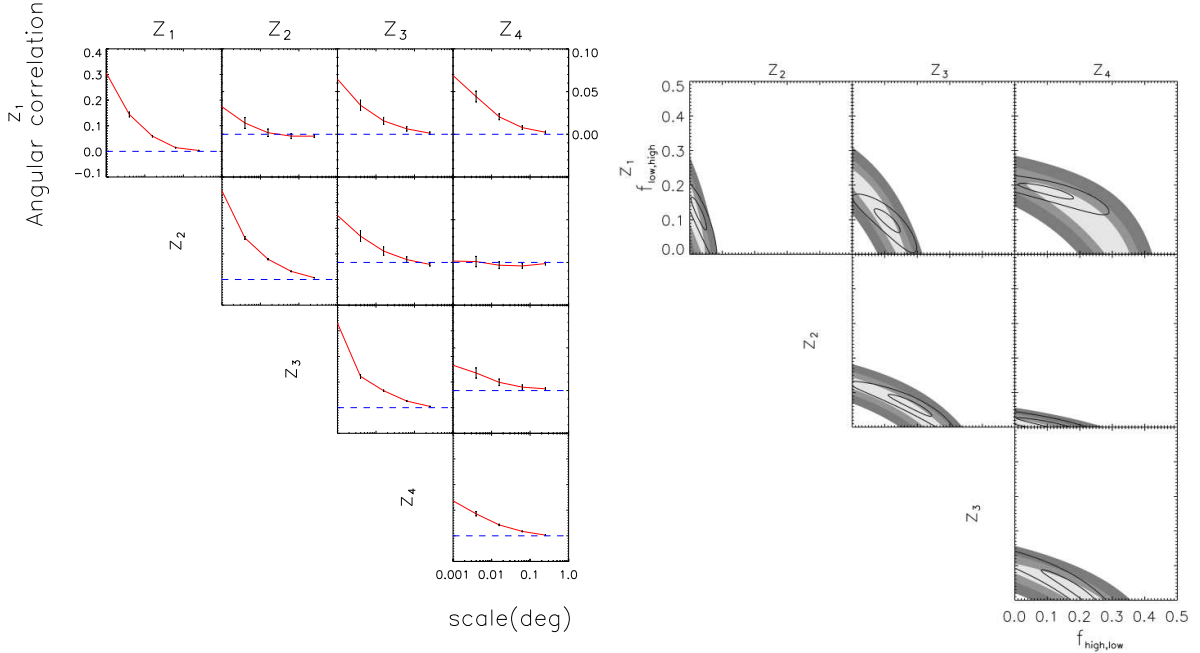 Z1 Z2 Z3 Z4
Z1
Angular correlation
0.4
0.3
0.2
0.1
0.0
−0.1
0.10
0.05
0.00
Z2
Z3
Z4
0.001 0.01 0.1 1.0
scale(deg)
Z2 Z3 Z4
Z1
f low,high
0.5
0.4
0.3
0.2
0.1
0.0
Z2
Z3
0.0 0.1 0.2 0.3 0.4 0.5
f high,low